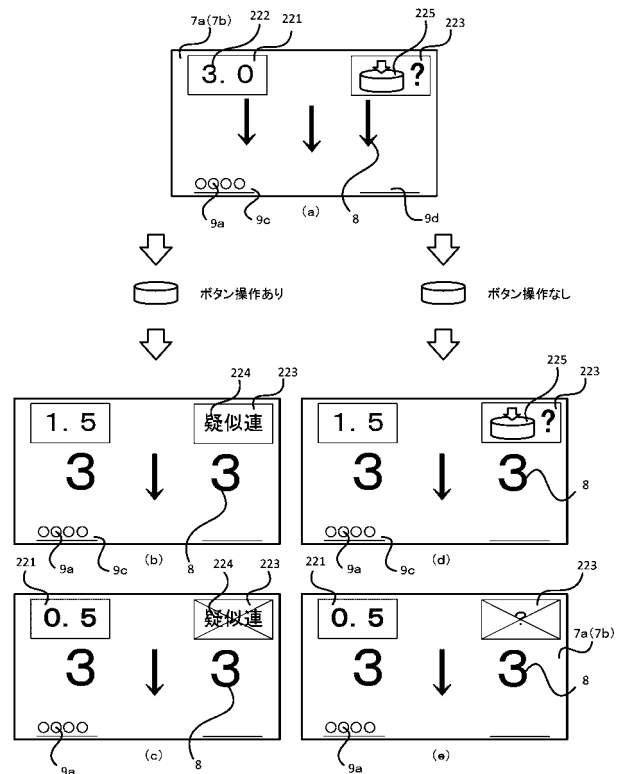 7a(7b) 222 221 225 223
3. 0 ?
9a 9c (a) 8 9d
ボタン操作あり ボタン操作なし
224 223 225 223
1. 5 疑似連 1. 5 ?
3 3 3 3 8
9a 9c (b) 8 9a 9c (d)
221 224 223 221 223
0. 5 疑似連 0. 5 ?
7a(7b)
3 3 3 3 8
9a (c) 8 9a (e)